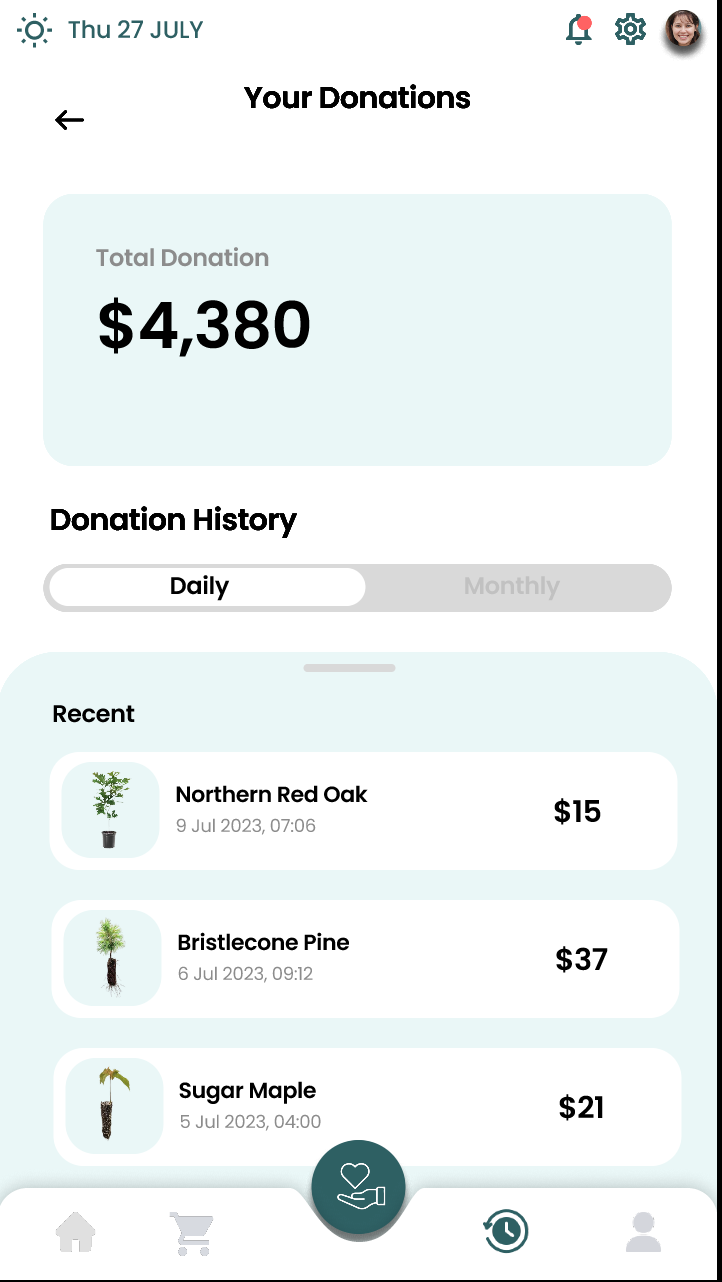 Thu 27 JULY
Your Donations
Total Donation
$4,380
Donation History
Daily
Monthly
Recent
Northern Red Oak
9 Jul 2023, 07:06
$15
Bristlecone Pine
6 Jul 2023, 09:12
$37
Sugar Maple
5 Jul 2023, 04:00
$21